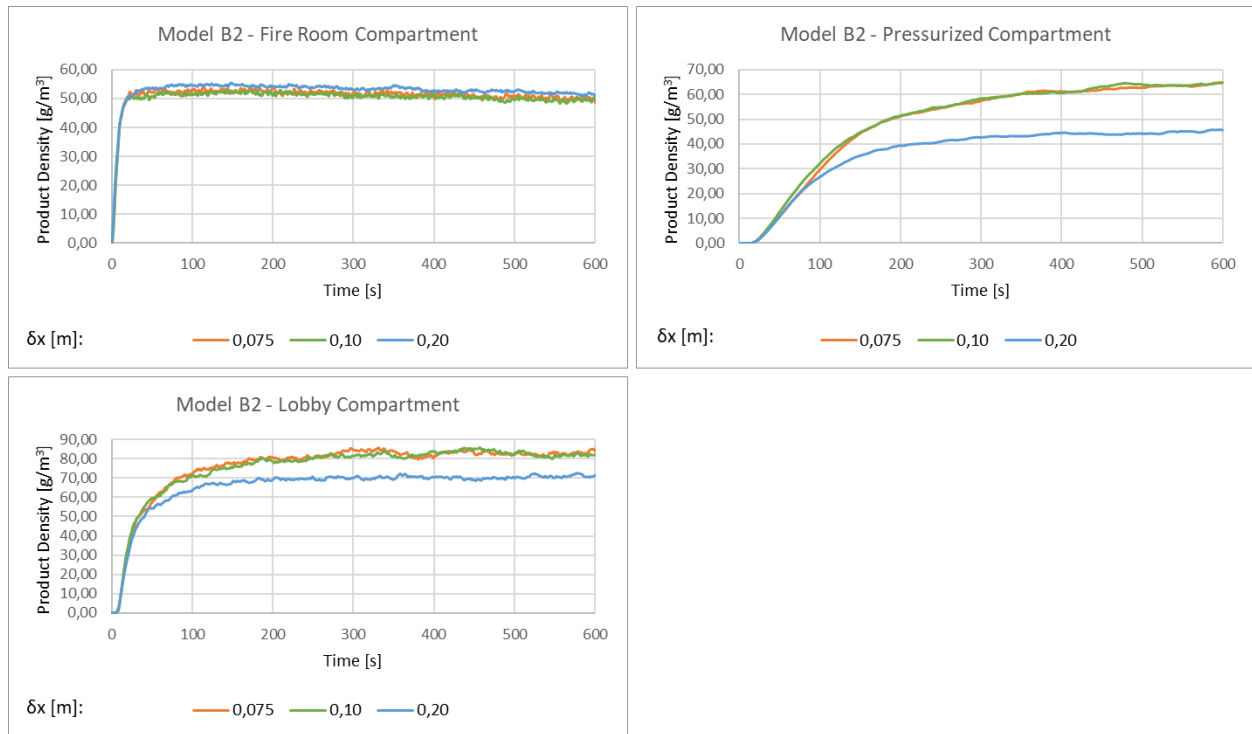 Model B2 - Fire Room Compartment
Product Density [g/m³]
60,00
50,00
40,00
30,00
20,00
10,00
0,00
0 100 200 300 400 500 600
Time [s]
δx [m]: 0,075 0,10 0,20
Model B2 - Pressurized Compartment
Product Density [g/m³]
70,00
60,00
50,00
40,00
30,00
20,00
10,00
0,00
0 100 200 300 400 500 600
Time [s]
δx [m]: 0,075 0,10 0,20
Model B2 - Lobby Compartment
Product Density [g/m³]
90,00
80,00
70,00
60,00
50,00
40,00
30,00
20,00
10,00
0,00
0 100 200 300 400 500 600
Time [s]
δx [m]: 0,075 0,10 0,20